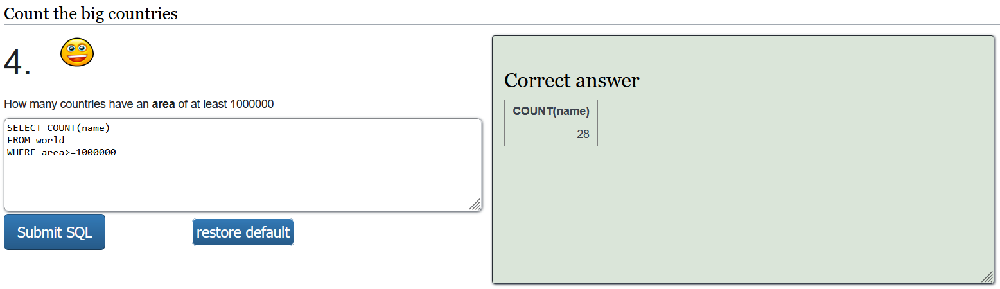 Count the big countries
4.
How many countries have an area of at least 1000000
SELECT COUNT(name)
FROM world
WHERE area>=1000000
Submit SQL
restore default
Correct answer
COUNT(name)
28